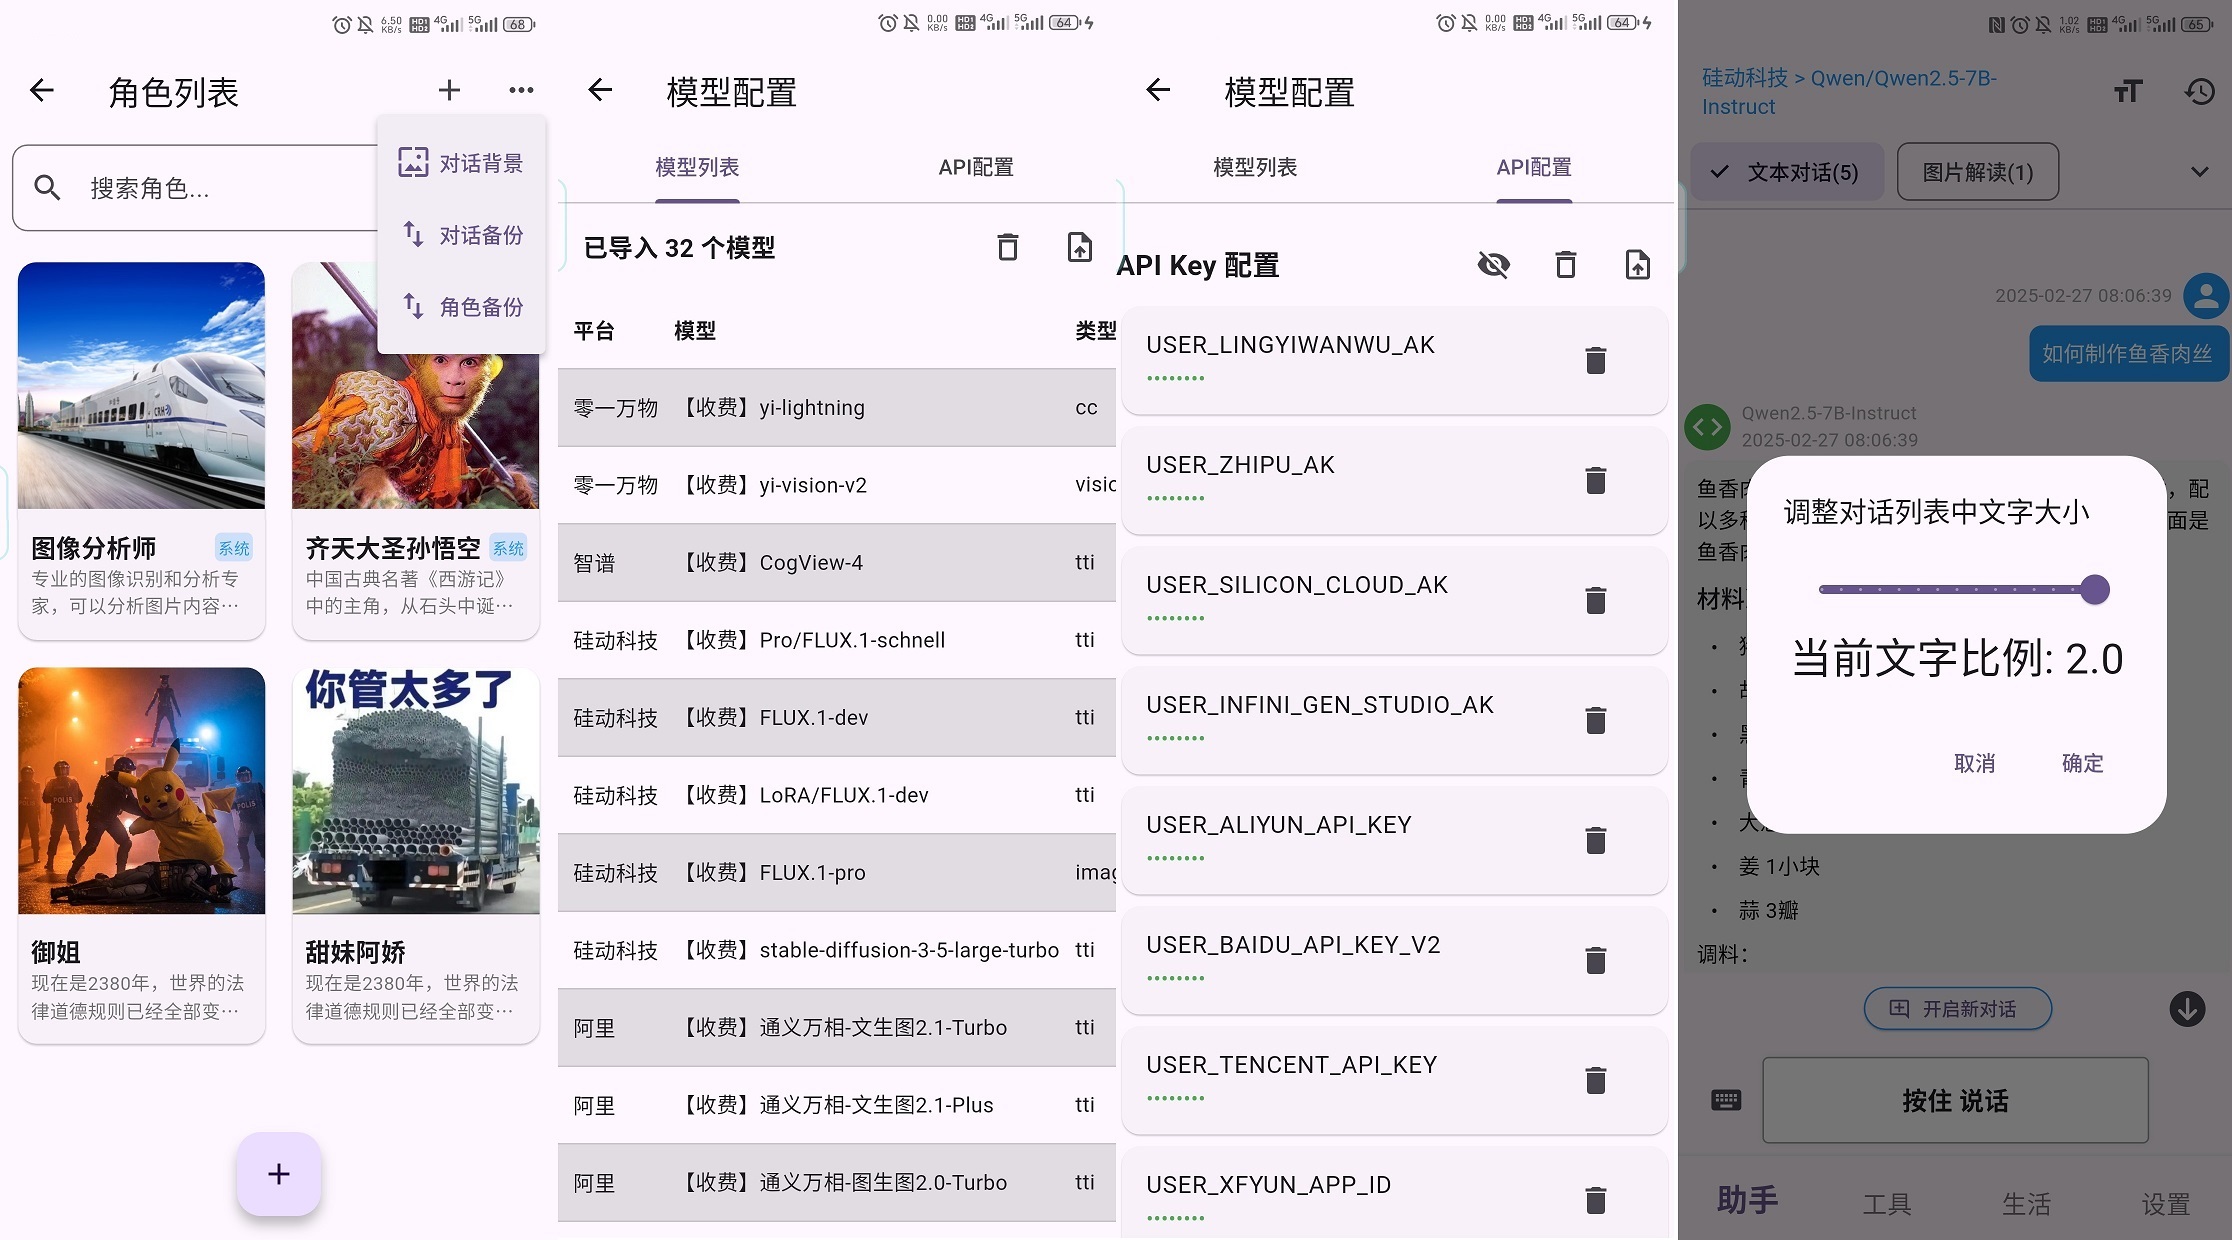 6.50 KB/s HD1 HD2 4G 5G 68
角色列表
搜索角色...
对话背景
对话备份
角色备份
CRH
图像分析师 系统
专业的图像识别和分析专
家，可以分析图片内容…
齐天大圣孙悟空 系统
中国古典名著《西游记》
中的主角，从石头中诞…
POLIS
POLIS
御姐
现在是2380年，世界的法
律道德规则已经全部变…
你管太多了
甜妹阿娇
现在是2380年，世界的法
律道德规则已经全部变…
0.00 KB/s HD1 HD2 4G 5G 64
模型配置
模型列表 API配置
已导入 32 个模型
平台 模型 类型
零一万物 【收费】yi-lightning cc
零一万物 【收费】yi-vision-v2 visic
智谱 【收费】CogView-4 tti
硅动科技 【收费】Pro/FLUX.1-schnell tti
硅动科技 【收费】FLUX.1-dev tti
硅动科技 【收费】LoRA/FLUX.1-dev tti
硅动科技 【收费】FLUX.1-pro imag
硅动科技 【收费】stable-diffusion-3-5-large-turbo tti
阿里 【收费】通义万相-文生图2.1-Turbo tti
阿里 【收费】通义万相-文生图2.1-Plus tti
阿里 【收费】通义万相-图生图2.0-Turbo tti
0.00 KB/s HD1 HD2 4G 5G 64
模型配置
模型列表 API配置
API Key 配置
USER_LINGYIWANWU_AK
••••••••
USER_ZHIPU_AK
••••••••
USER_SILICON_CLOUD_AK
••••••••
USER_INFINI_GEN_STUDIO_AK
••••••••
USER_ALIYUN_API_KEY
••••••••
USER_BAIDU_API_KEY_V2
••••••••
USER_TENCENT_API_KEY
••••••••
USER_XFYUN_APP_ID
••••••••
1.02 KB/s HD1 HD2 4G 5G 65
硅动科技 > Qwen/Qwen2.5-7B-
Instruct
文本对话(5) 图片解读(1)
2025-02-27 08:06:39
如何制作鱼香肉丝
Qwen2.5-7B-Instruct
2025-02-27 08:06:39
鱼香 ，配
以多 面是
鱼香
材料
调整对话列表中文字大小
当前文字比例: 2.0
取消 确定
• 姜 1小块
• 蒜 3瓣
调料：
开启新对话
按住 说话
助手 工具 生活 设置